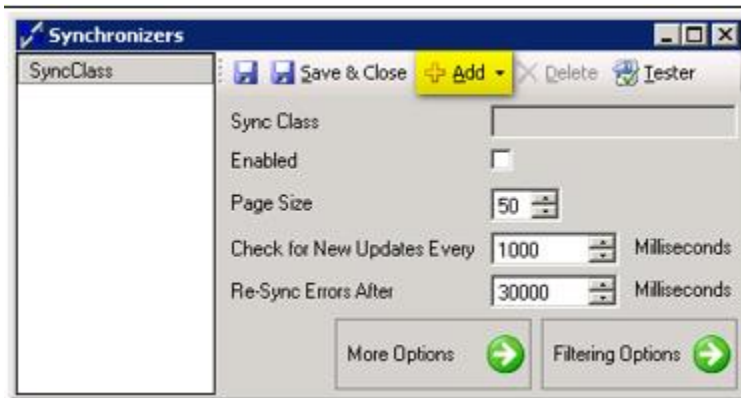 Synchronizers
SyncClass
Save & Close Add Delete Tester
Sync Class
Enabled
Page Size 50
Check for New Updates Every 1000 Milliseconds
Re-Sync Errors After 30000 Milliseconds
More Options Filtering Options